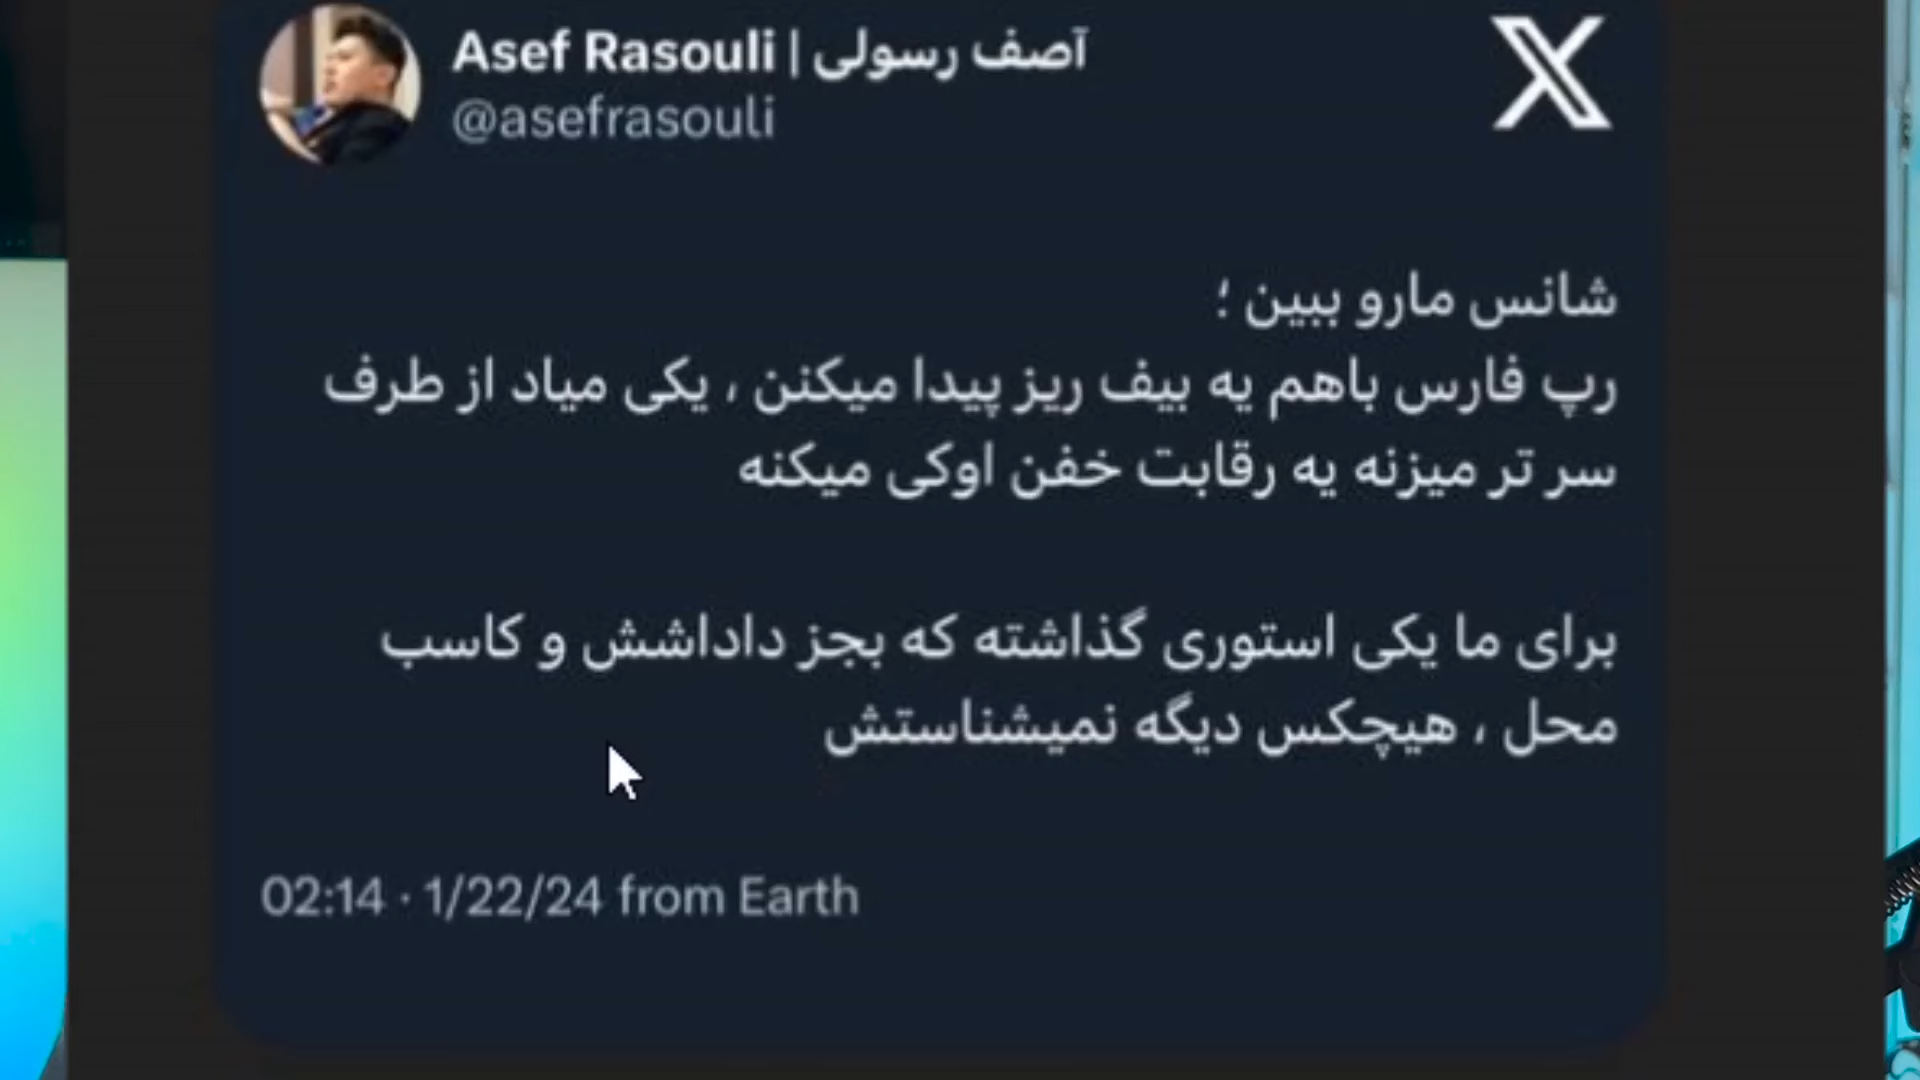 Asef Rasouli | آصف رسولی
@asefrasouli
شانس مارو ببین ؛
رپ فارس باهم یه بیف ریز پیدا میکنن ، یکی میاد از طرف
سر تر میزنه یه رقابت خفن اوکی میکنه
برای ما یکی استوری گذاشته که بجز داداشش و کاسب
محل ، هیچکس دیگه نمیشناستش
02:14 · 1/22/24 from Earth